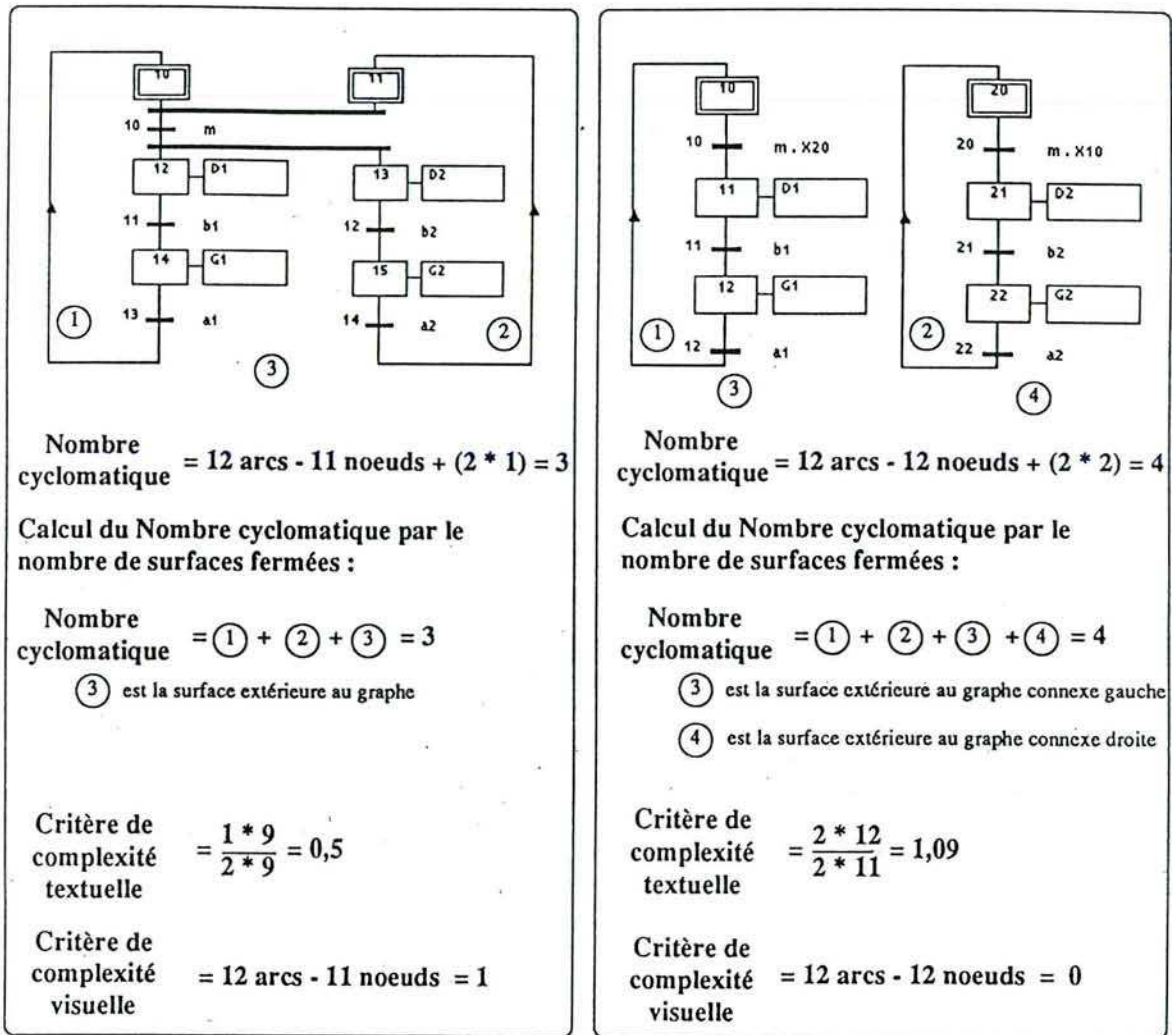 10 11
10 m
12 D1 13 D2
11 b1 12 b2
14 G1 15 G2
1 13 a1 14 a2 2
3
Nombre
cyclomatique = 12 arcs - 11 noeuds + (2 * 1) = 3
Calcul du Nombre cyclomatique par le
nombre de surfaces fermées :
Nombre
cyclomatique = 1 + 2 + 3 = 3
3 est la surface extérieure au graphe
Critère de
complexité
textuelle = 1 * 9 / 2 * 9 = 0,5
Critère de
complexité
visuelle = 12 arcs - 11 noeuds = 1
10 20
10 m . X20 20 m . X10
11 D1 21 D2
11 b1 21 b2
12 G1 22 G2
1 12 a1 2 22 a2
3 4
Nombre
cyclomatique = 12 arcs - 12 noeuds + (2 * 2) = 4
Calcul du Nombre cyclomatique par le
nombre de surfaces fermées :
Nombre
cyclomatique = 1 + 2 + 3 + 4 = 4
3 est la surface extérieure au graphe connexe gauche
4 est la surface extérieure au graphe connexe droite
Critère de
complexité
textuelle = 2 * 12 / 2 * 11 = 1,09
Critère de
complexité
visuelle = 12 arcs - 12 noeuds = 0